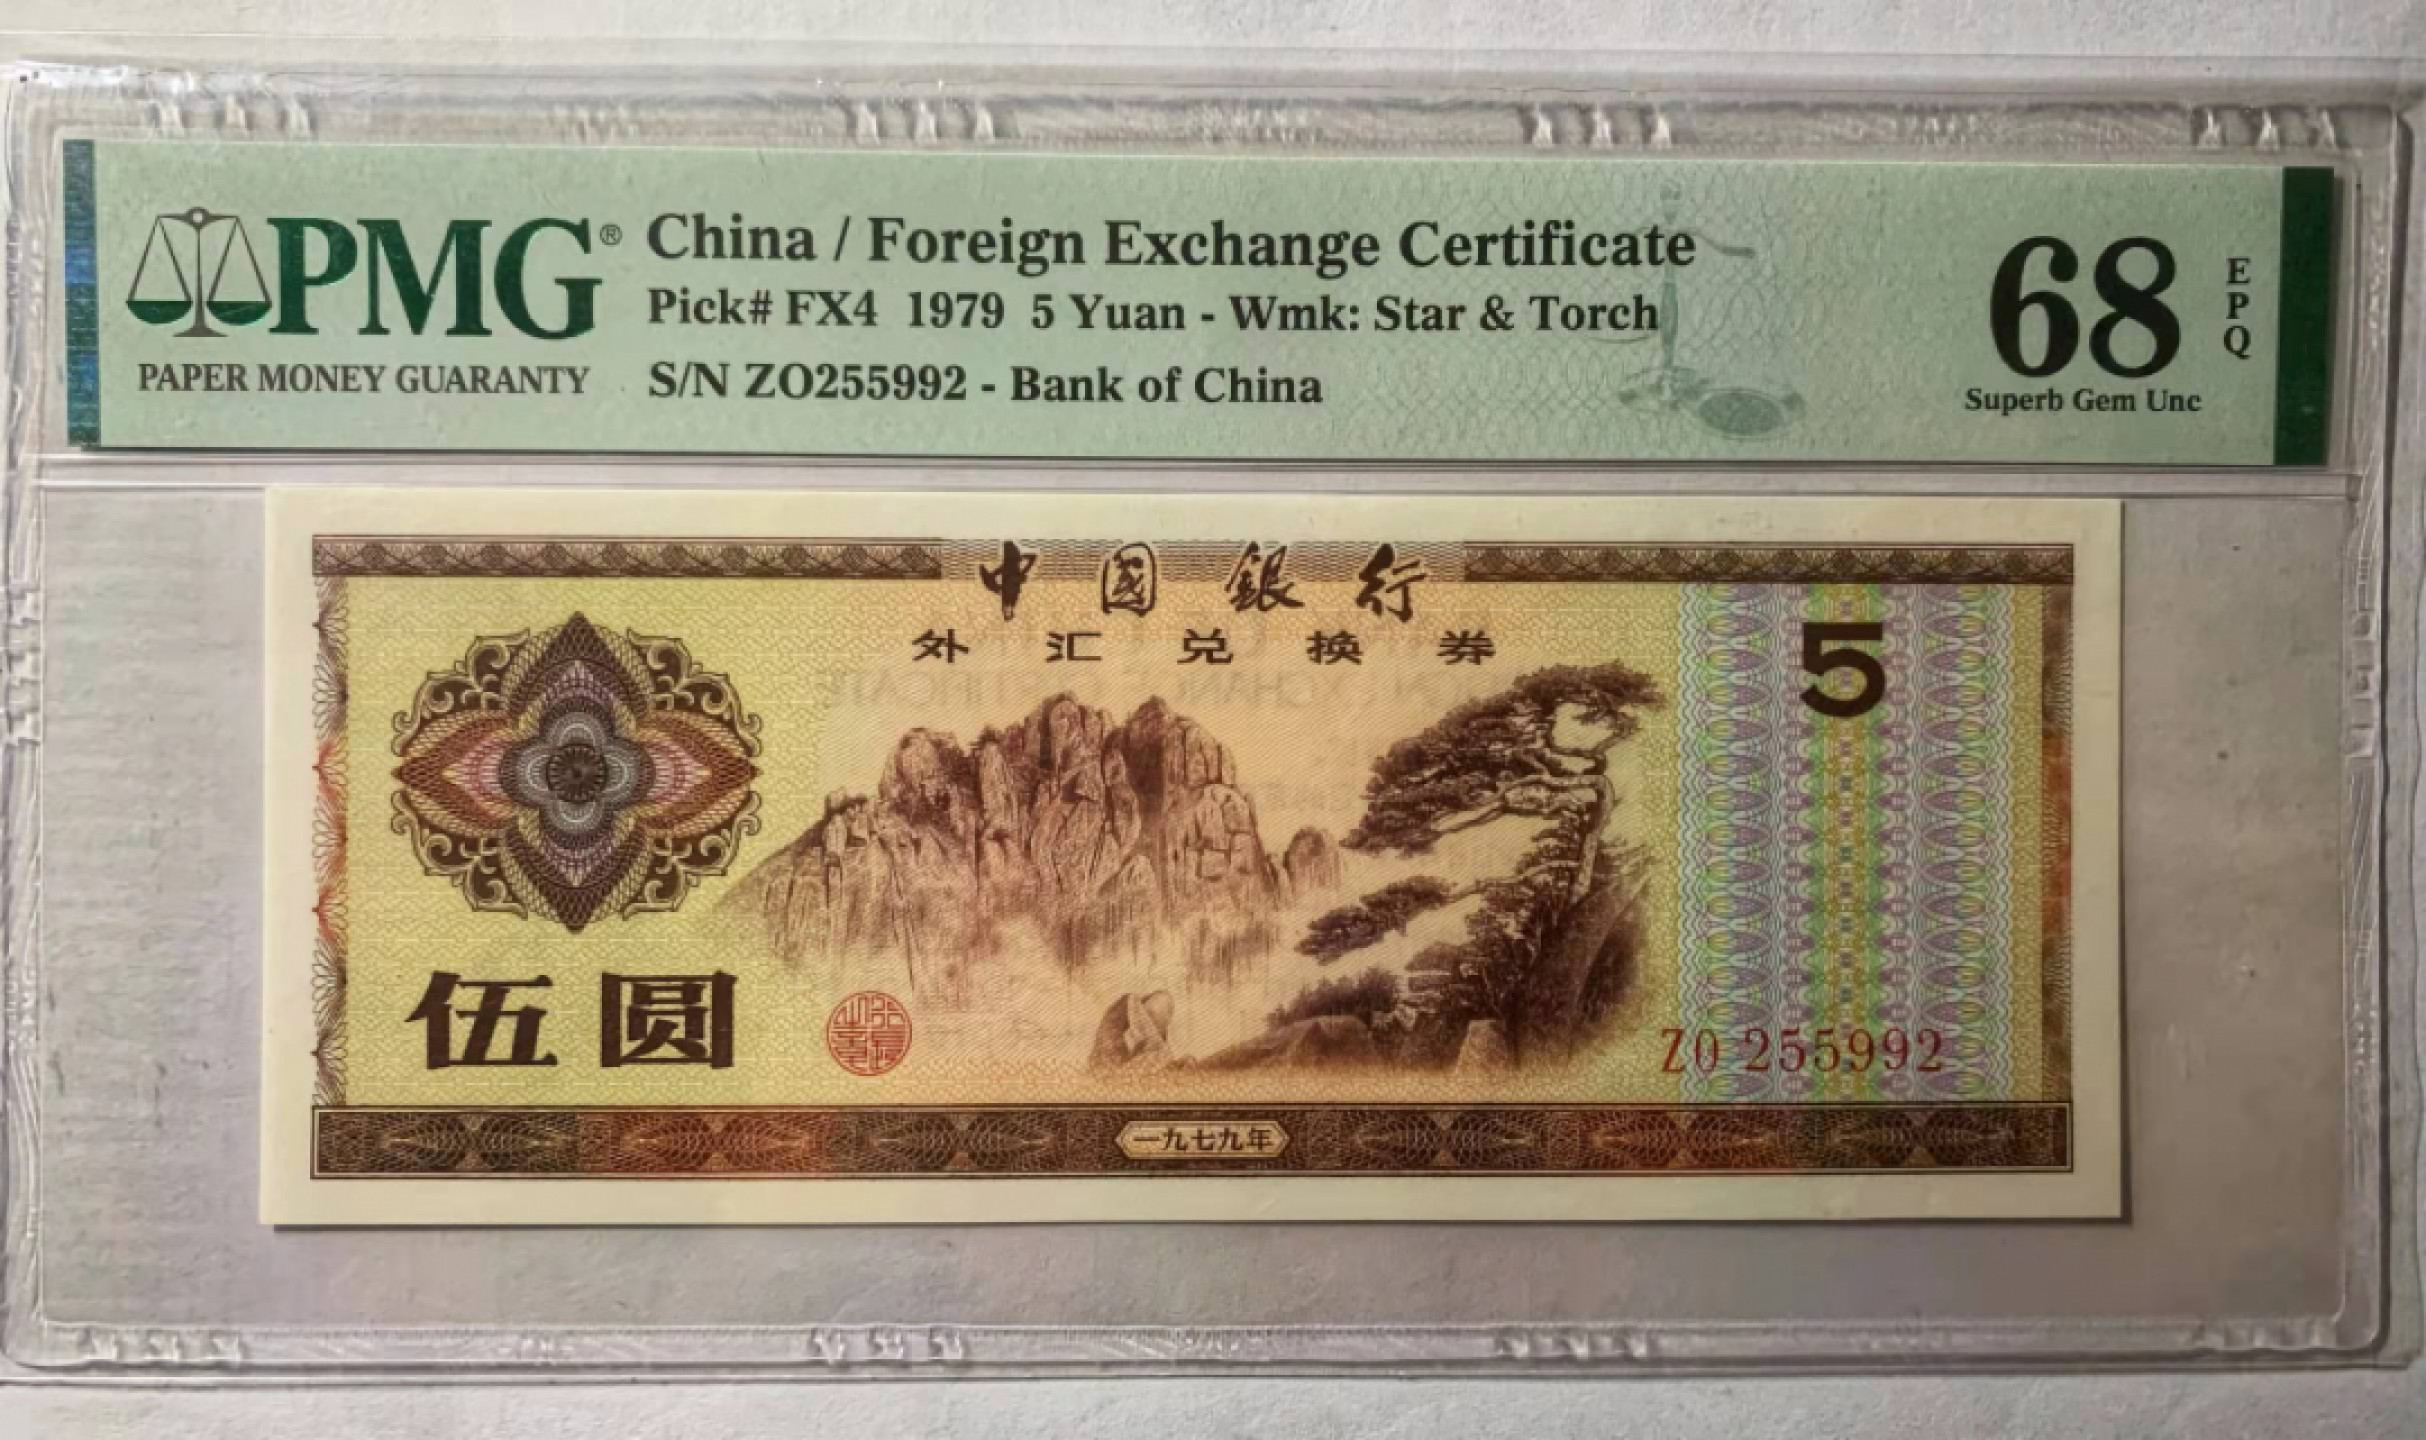 PMG®
PAPER MONEY GUARANTY
China / Foreign Exchange Certificate
Pick# FX4 1979 5 Yuan - Wmk: Star & Torch
S/N ZO255992 - Bank of China
68
EPQ
Superb Gem Unc
中國銀行
外汇兑换券
5
伍圆
ZO 255992
一九七九年